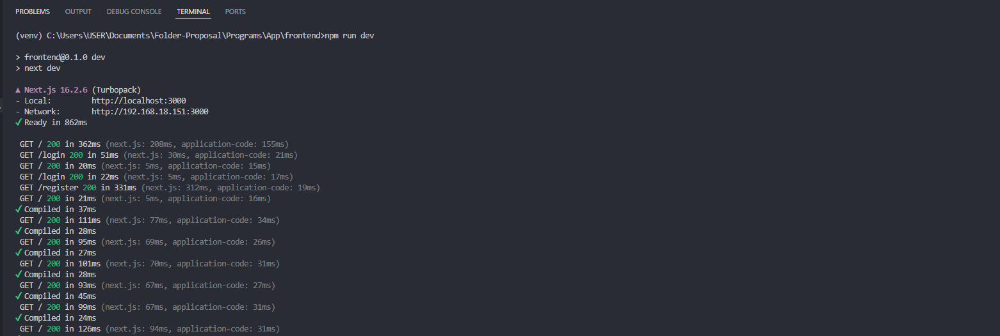 PROBLEMS OUTPUT DEBUG CONSOLE TERMINAL PORTS
(venv) C:\Users\USER\Documents\Folder-Proposal\Programs\App\frontend>npm run dev
> frontend@0.1.0 dev
> next dev
▲ Next.js 16.2.6 (Turbopack)
- Local: http://localhost:3000
- Network: http://192.168.18.151:3000
✓ Ready in 862ms
GET / 200 in 362ms (next.js: 208ms, application-code: 155ms)
GET /login 200 in 51ms (next.js: 30ms, application-code: 21ms)
GET / 200 in 20ms (next.js: 5ms, application-code: 15ms)
GET /login 200 in 22ms (next.js: 5ms, application-code: 17ms)
GET /register 200 in 331ms (next.js: 312ms, application-code: 19ms)
GET / 200 in 21ms (next.js: 5ms, application-code: 16ms)
✓ Compiled in 37ms
GET / 200 in 111ms (next.js: 77ms, application-code: 34ms)
✓ Compiled in 28ms
GET / 200 in 95ms (next.js: 69ms, application-code: 26ms)
✓ Compiled in 27ms
GET / 200 in 101ms (next.js: 70ms, application-code: 31ms)
✓ Compiled in 28ms
GET / 200 in 93ms (next.js: 67ms, application-code: 27ms)
✓ Compiled in 45ms
GET / 200 in 99ms (next.js: 67ms, application-code: 31ms)
✓ Compiled in 24ms
GET / 200 in 126ms (next.js: 94ms, application-code: 31ms)